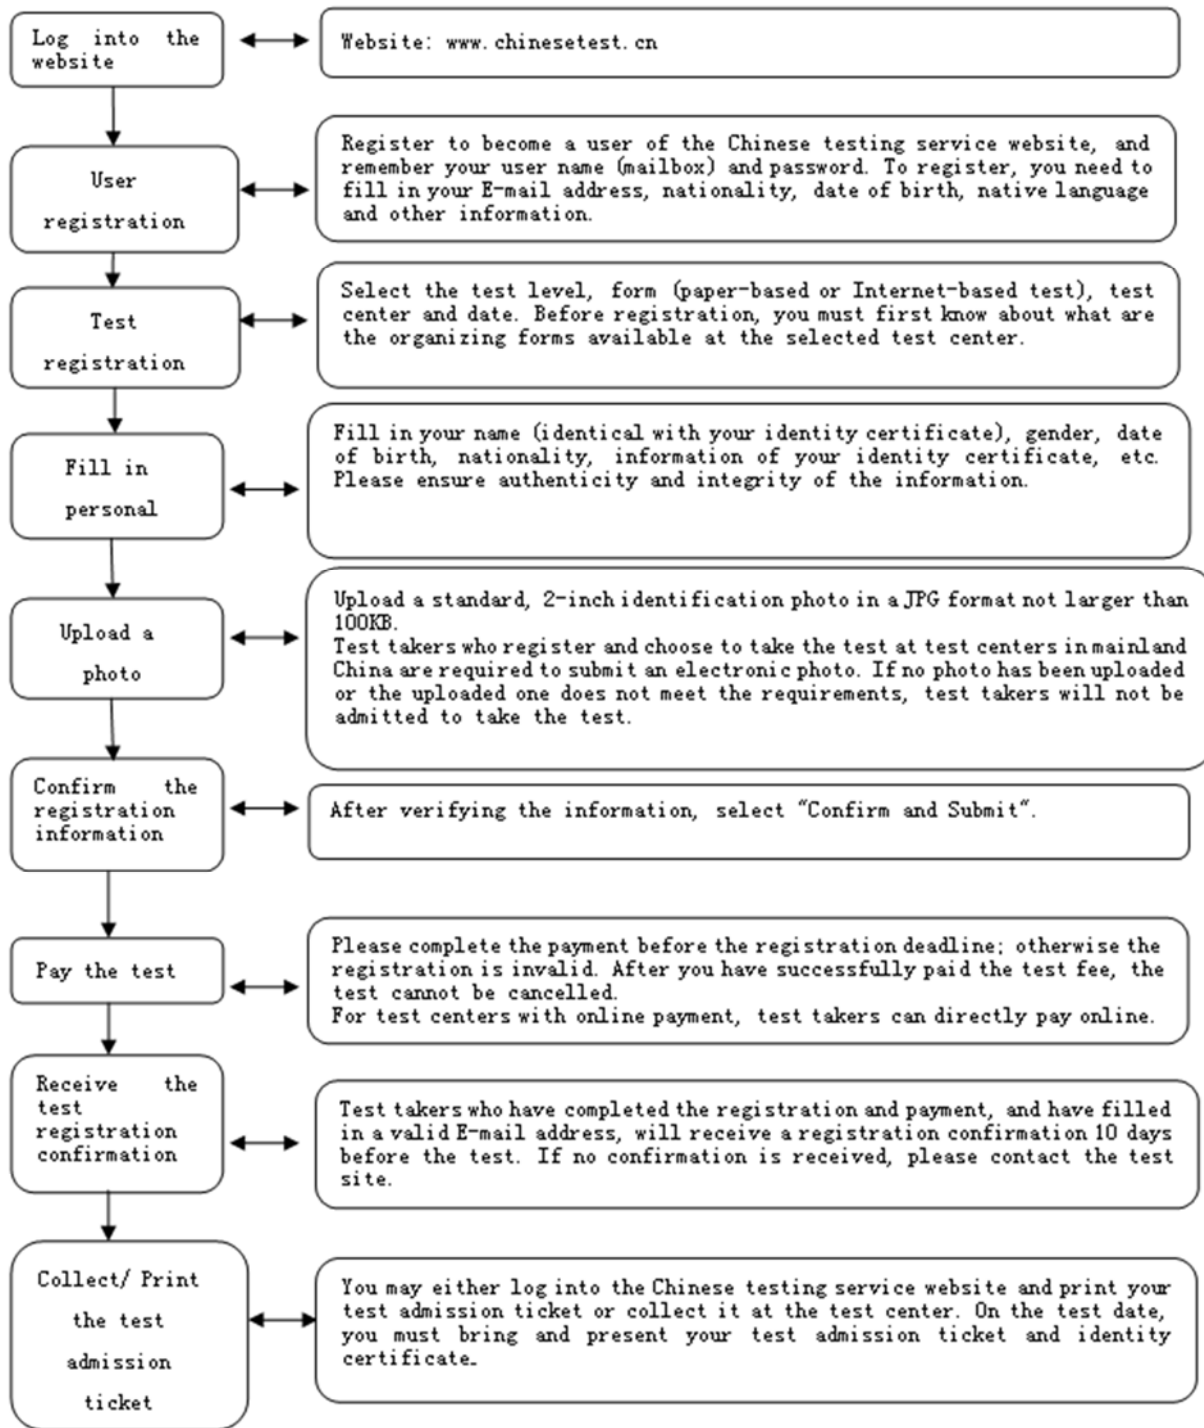 Log into the
website
Website: www.chinesetest.cn
User
registration
Register to become a user of the Chinese testing service website, and
remember your user name (mailbox) and password. To register, you need to
fill in your E-mail address, nationality, date of birth, native language
and other information.
Test
registration
Select the test level, form (paper-based or Internet-based test), test
center and date. Before registration, you must first know about what are
the organizing forms available at the selected test center.
Fill in
personal
Fill in your name (identical with your identity certificate), gender, date
of birth, nationality, information of your identity certificate, etc.
Please ensure authenticity and integrity of the information.
Upload a
photo
Upload a standard, 2-inch identification photo in a JPG format not larger than
100KB.
Test takers who register and choose to take the test at test centers in mainland
China are required to submit an electronic photo. If no photo has been uploaded
or the uploaded one does not meet the requirements, test takers will not be
admitted to take the test.
Confirm the
registration
information
After verifying the information, select "Confirm and Submit".
Pay the test
Please complete the payment before the registration deadline; otherwise the
registration is invalid. After you have successfully paid the test fee, the
test cannot be cancelled.
For test centers with online payment, test takers can directly pay online.
Receive the
test
registration
confirmation
Test takers who have completed the registration and payment, and have filled
in a valid E-mail address, will receive a registration confirmation 10 days
before the test. If no confirmation is received, please contact the test
site.
Collect/ Print
the test
admission
ticket
You may either log into the Chinese testing service website and print your
test admission ticket or collect it at the test center. On the test date,
you must bring and present your test admission ticket and identity
certificate.